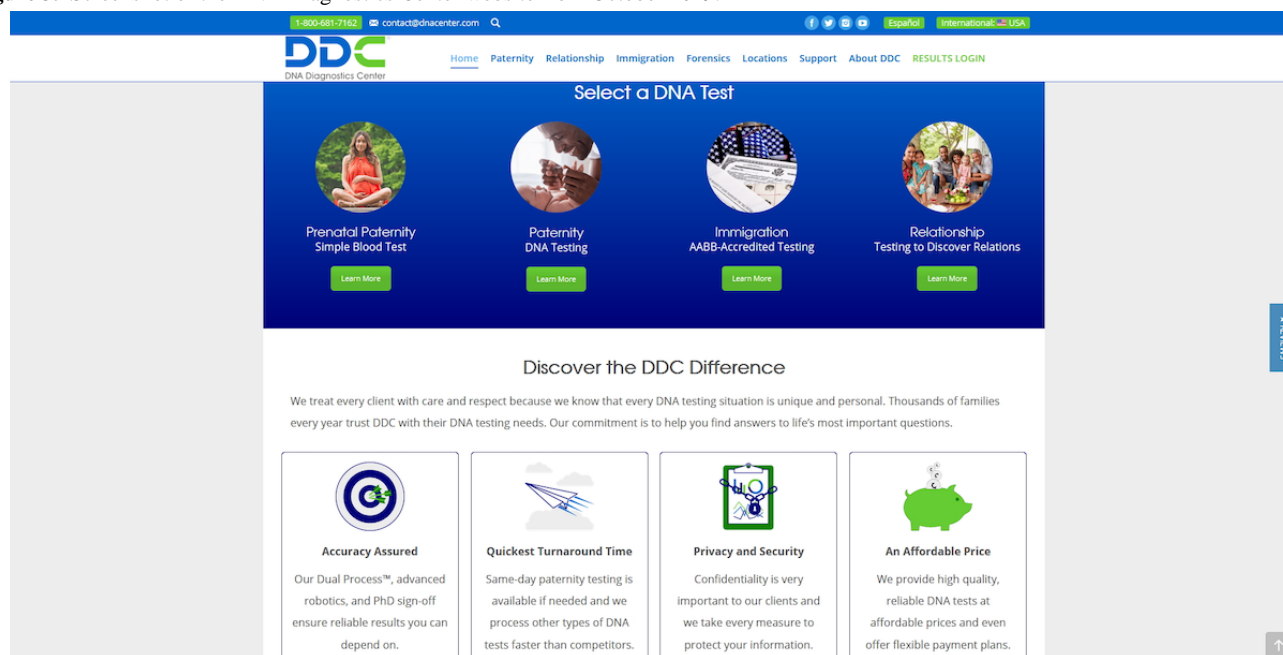 1-800-681-7162 contact@dnacenter.com Español International: USA
DDC
DNA Diagnostics Center
Home Paternity Relationship Immigration Forensics Locations Support About DDC RESULTS LOGIN
Select a DNA Test
Prenatal Paternity
Simple Blood Test
Learn More
Paternity
DNA Testing
Learn More
Immigration
AABB-Accredited Testing
Learn More
Relationship
Testing to Discover Relations
Learn More
Discover the DDC Difference
We treat every client with care and respect because we know that every DNA testing situation is unique and personal. Thousands of families
every year trust DDC with their DNA testing needs. Our commitment is to help you find answers to life's most important questions.
Accuracy Assured
Our Dual Process™, advanced
robotics, and PhD sign-off
ensure reliable results you can
depend on.
Quickest Turnaround Time
Same-day paternity testing is
available if needed and we
process other types of DNA
tests faster than competitors.
Privacy and Security
Confidentiality is very
important to our clients and
we take every measure to
protect your information.
An Affordable Price
We provide high quality,
reliable DNA tests at
affordable prices and even
offer flexible payment plans.